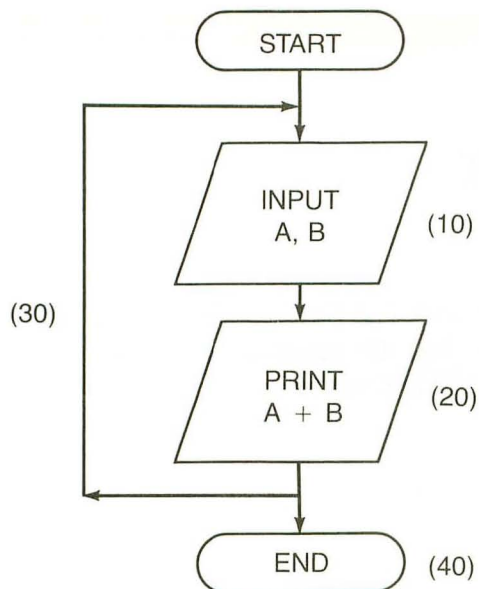 START
INPUT
A, B
(10)
(30)
PRINT
A + B
(20)
END
(40)